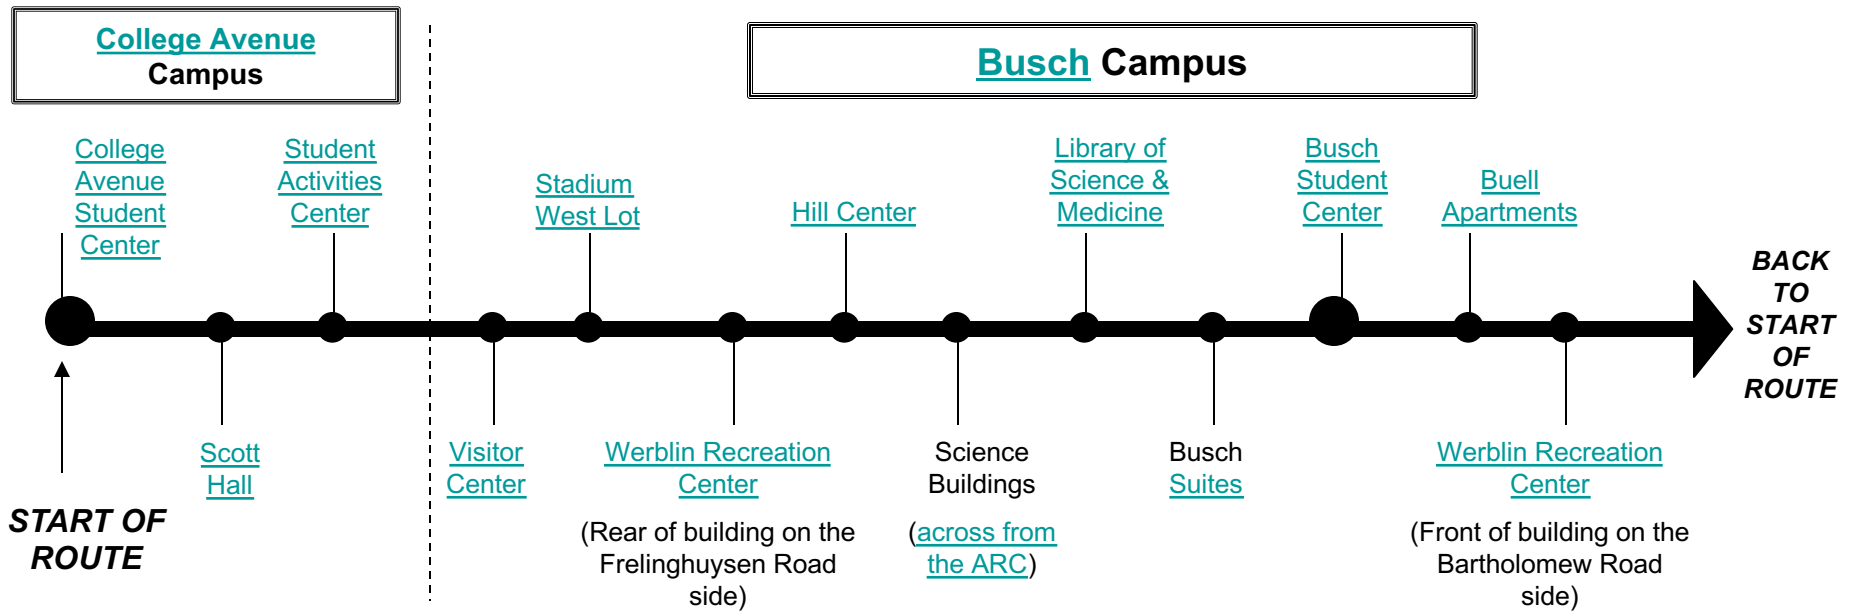 College Avenue
Campus
Busch Campus
College
Avenue
Student
Center
Student
Activities
Center
Stadium
West Lot
Hill Center
Library of
Science &
Medicine
Busch
Student
Center
Buell
Apartments
BACK
TO
START
OF
ROUTE
START OF
ROUTE
Scott
Hall
Visitor
Center
Werblin Recreation
Center
(Rear of building on the
Frelinghuysen Road
side)
Science
Buildings
(across from
the ARC)
Busch
Suites
Werblin Recreation
Center
(Front of building on the
Bartholomew Road
side)